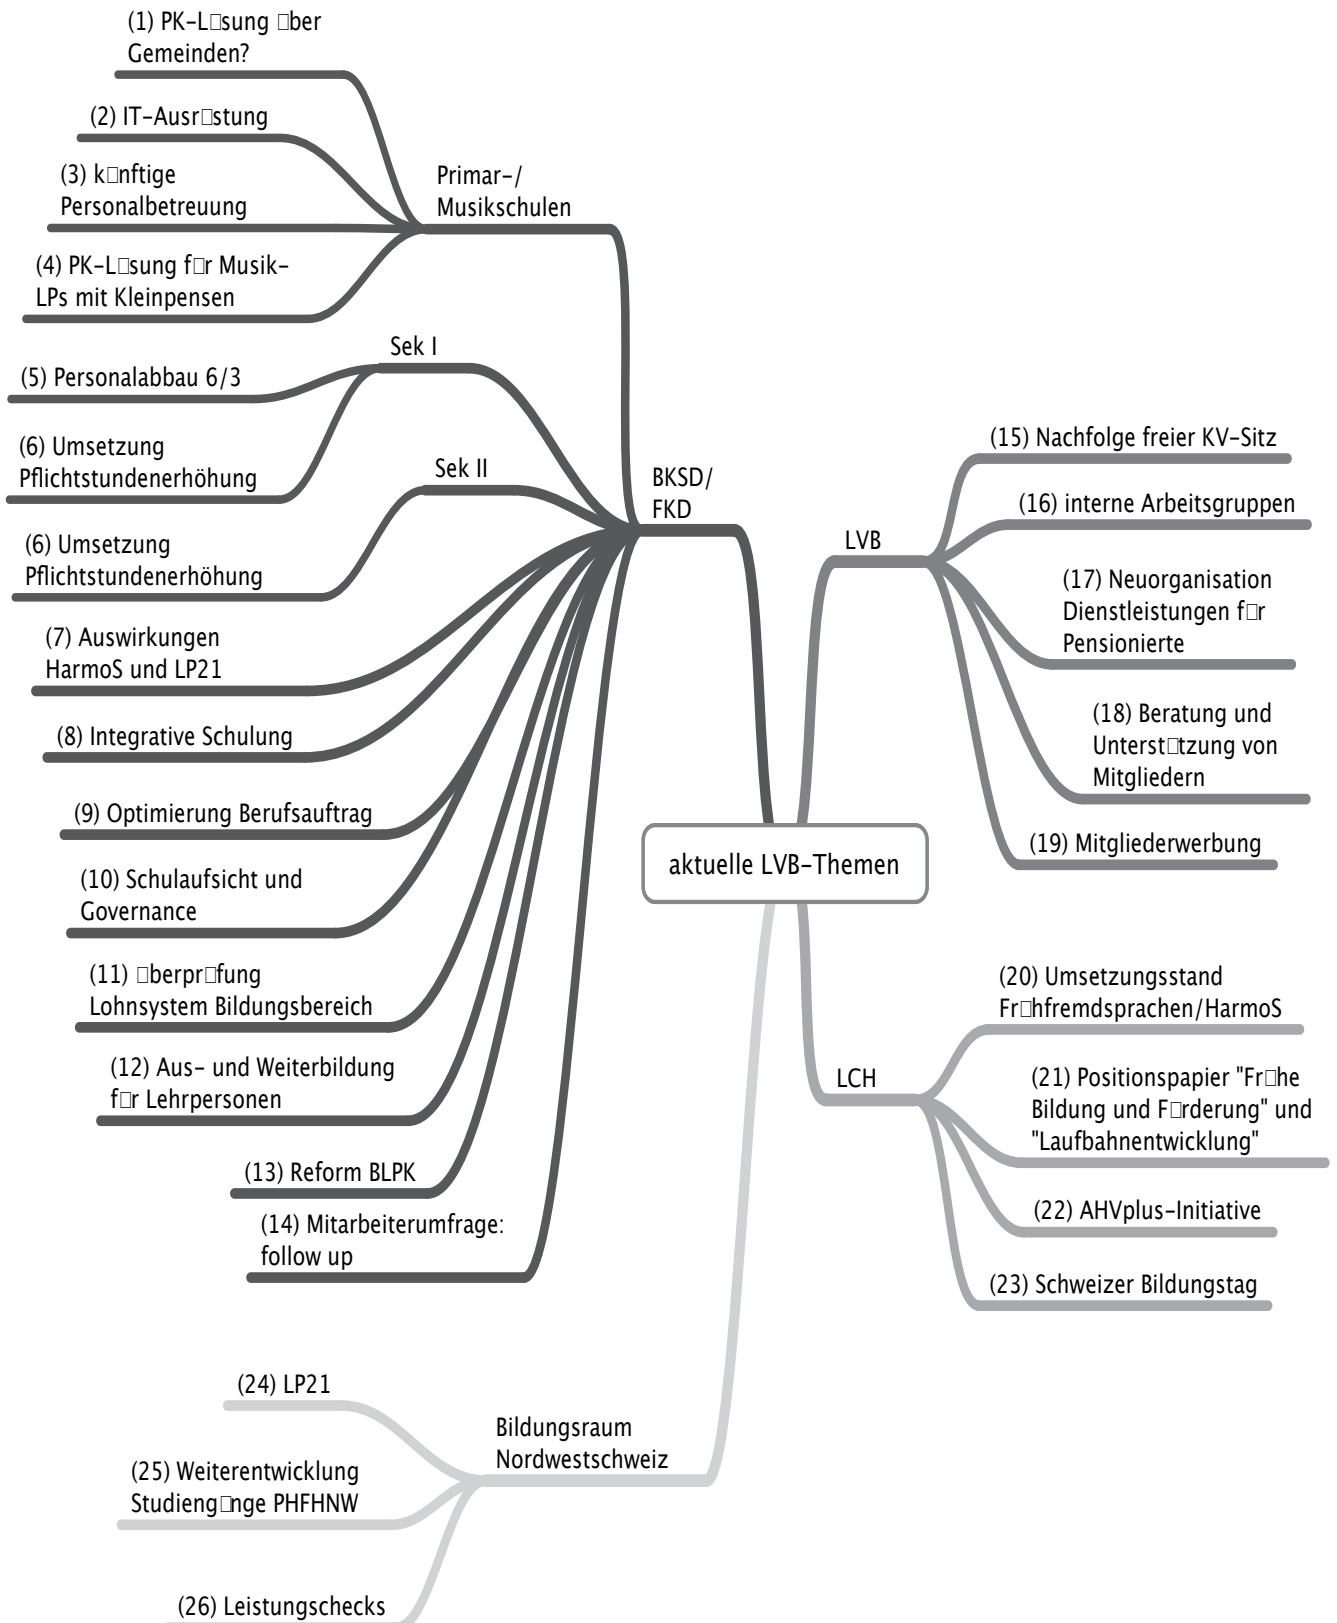 (1) PK-L□sung □ber
Gemeinden?
(2) IT-Ausr□stung
(3) k□nftige
Personalbetreuung
(4) PK-L□sung f□r Musik-
LPs mit Kleinpensen
Primar-/
Musikschulen
Sek I
(5) Personalabbau 6/3
(6) Umsetzung
Pflichtstundenerhöhung
Sek II
(6) Umsetzung
Pflichtstundenerhöhung
BKSD/
FKD
(7) Auswirkungen
HarmoS und LP21
(8) Integrative Schulung
(9) Optimierung Berufsauftrag
(10) Schulaufsicht und
Governance
(11) □berpr□fung
Lohnsystem Bildungsbereich
(12) Aus- und Weiterbildung
f□r Lehrpersonen
(13) Reform BLPK
(14) Mitarbeiterumfrage:
follow up
aktuelle LVB-Themen
LVB
(15) Nachfolge freier KV-Sitz
(16) interne Arbeitsgruppen
(17) Neuorganisation
Dienstleistungen f□r
Pensionierte
(18) Beratung und
Unterst□tzung von
Mitgliedern
(19) Mitgliederwerbung
LCH
(20) Umsetzungsstand
Fr□hfremdsprachen/HarmoS
(21) Positionspapier "Fr□he
Bildung und F□rderung" und
"Laufbahnentwicklung"
(22) AHVplus-Initiative
(23) Schweizer Bildungstag
Bildungsraum
Nordwestschweiz
(24) LP21
(25) Weiterentwicklung
Studieng□nge PHFHNW
(26) Leistungschecks